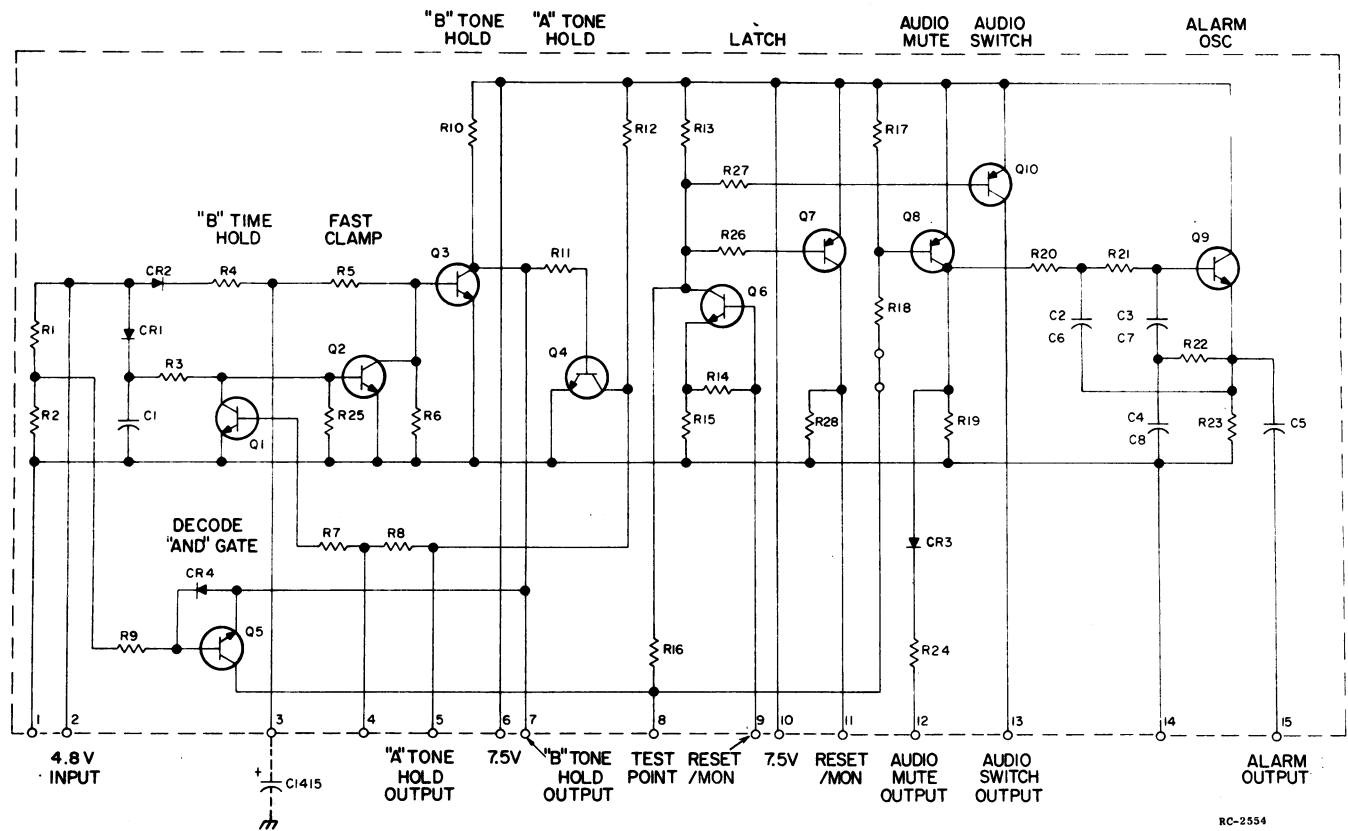 "B" TONE HOLD
"A" TONE HOLD
LATCH
AUDIO MUTE
AUDIO SWITCH
ALARM OSC
R10
R12
R13
R17
R27
Q10
"B" TIME HOLD
FAST CLAMP
Q3
R11
R26
Q7
Q8
R20
R21
Q9
CR2
R4
R5
Q6
R1
CR1
R18
C2
C6
C3
C7
R3
Q2
Q4
R22
R14
R2
C1
Q1
R25
R6
R15
R28
R19
C4
C8
R23
C5
DECODE "AND" GATE
R7
R8
CR3
CR4
R9
Q5
R16
R24
1
2
3
4
5
6
7
8
9
10
11
12
13
14
15
4.8 V INPUT
+
C1415
"A" TONE HOLD OUTPUT
7.5V
"B" TONE HOLD OUTPUT
TEST POINT
RESET /MON
7.5V
RESET /MON
AUDIO MUTE OUTPUT
AUDIO SWITCH OUTPUT
ALARM OUTPUT
RC-2554